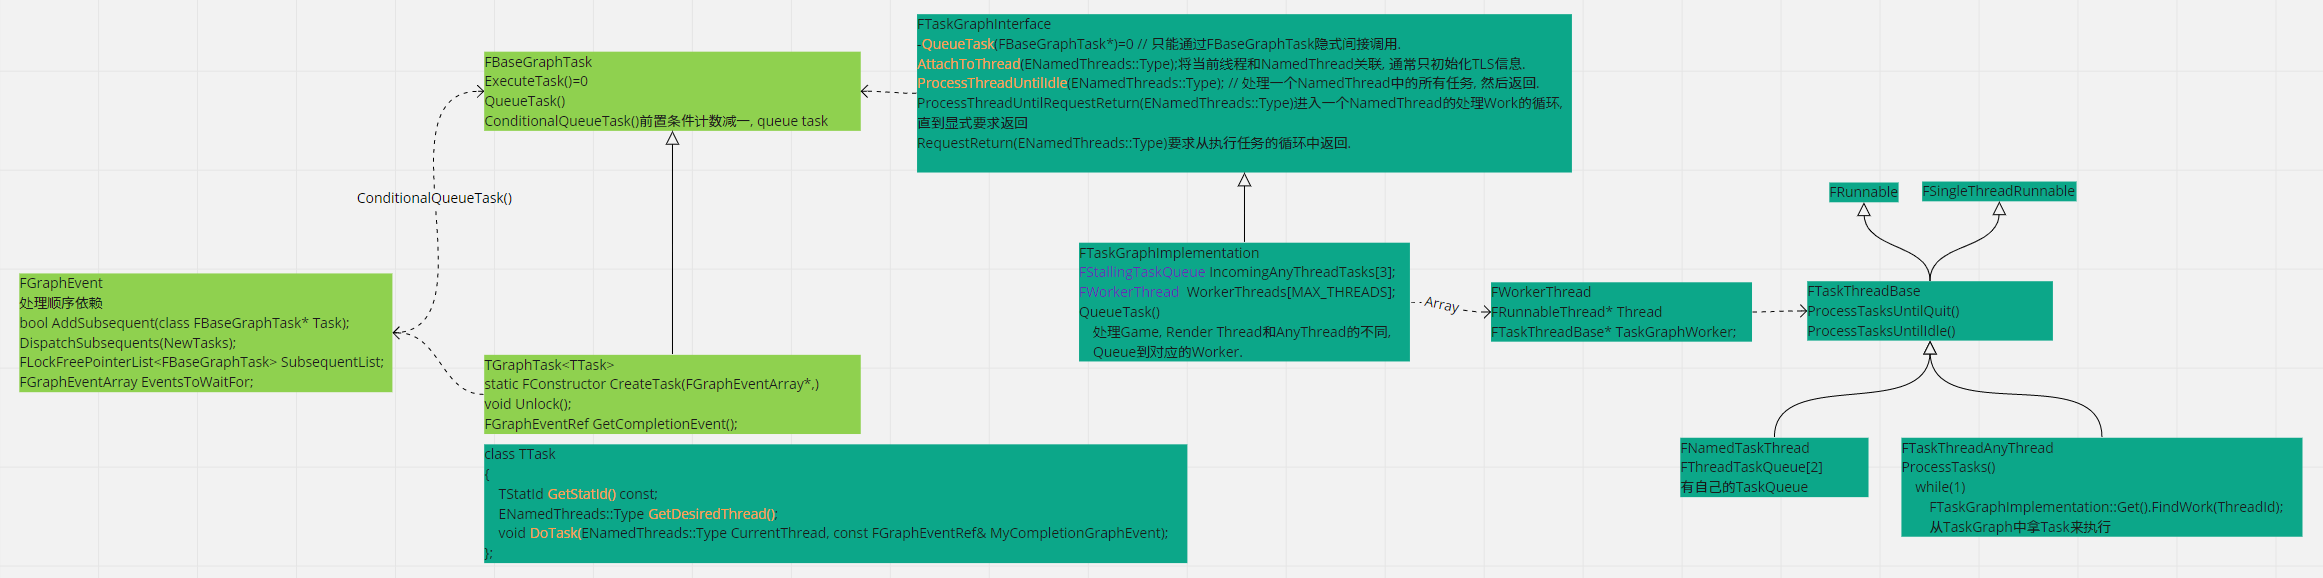 FBaseGraphTask
ExecuteTask()=0
QueueTask()
ConditionalQueueTask()前置条件计数减一, queue task
FTaskGraphInterface
-QueueTask(FBaseGraphTask*)=0 // 只能通过FBaseGraphTask隐式间接调用.
AttachToThread(ENamedThreads::Type);将当前线程和NamedThread关联, 通常只初始化TLS信息.
ProcessThreadUntilIdle(ENamedThreads::Type); // 处理一个NamedThread中的所有任务, 然后返回.
ProcessThreadUntilRequestReturn(ENamedThreads::Type)进入一个NamedThread的处理Work的循环,
直到显式要求返回
RequestReturn(ENamedThreads::Type)要求从执行任务的循环中返回.
ConditionalQueueTask()
FRunnable
FSingleThreadRunnable
FGraphEvent
处理顺序依赖
bool AddSubsequent(class FBaseGraphTask* Task);
DispatchSubsequents(NewTasks);
FLockFreePointerList<FBaseGraphTask> SubsequentList;
FGraphEventArray EventsToWaitFor;
FTaskGraphImplementation
FStallingTaskQueue IncomingAnyThreadTasks[3];
FWorkerThread  WorkerThreads[MAX_THREADS];
QueueTask()
处理Game, Render Thread和AnyThread的不同,
Queue到对应的Worker.
Array
FWorkerThread
FRunnableThread* Thread
FTaskThreadBase* TaskGraphWorker;
FTaskThreadBase
ProcessTasksUntilQuit()
ProcessTasksUntilIdle()
TGraphTask<TTask>
static FConstructor CreateTask(FGraphEventArray*,)
void Unlock();
FGraphEventRef GetCompletionEvent();
class TTask
{
TStatId GetStatId() const;
ENamedThreads::Type GetDesiredThread();
void DoTask(ENamedThreads::Type CurrentThread, const FGraphEventRef& MyCompletionGraphEvent);
};
FNamedTaskThread
FThreadTaskQueue[2]
有自己的TaskQueue
FTaskThreadAnyThread
ProcessTasks()
while(1)
FTaskGraphImplementation::Get().FindWork(ThreadId);
从TaskGraph中拿Task来执行